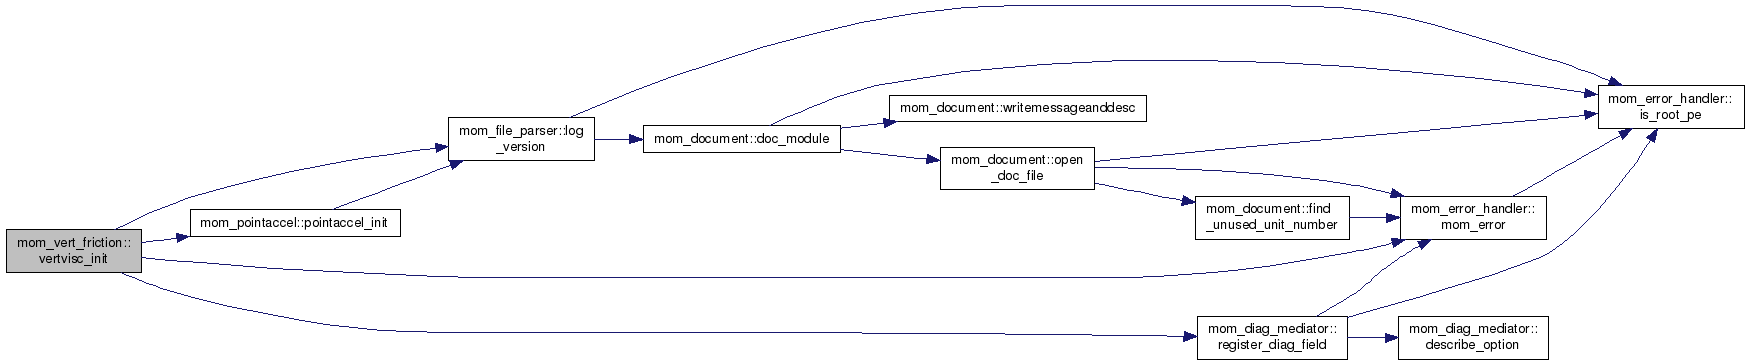 mom_vert_friction::
vertvisc_init
mom_pointaccel::pointaccel_init
mom_file_parser::log
_version
mom_document::doc_module
mom_document::writemessageanddesc
mom_document::open
_doc_file
mom_document::find
_unused_unit_number
mom_error_handler::
mom_error
mom_error_handler::
is_root_pe
mom_diag_mediator::
register_diag_field
mom_diag_mediator::
describe_option